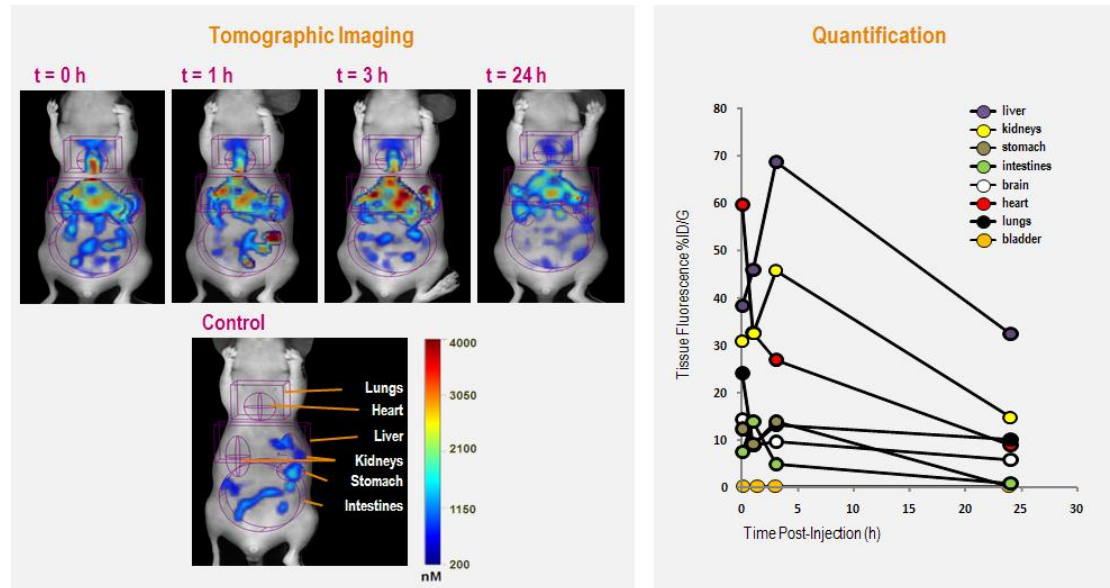 Tomographic Imaging
t = 0 h
t = 1 h
t = 3 h
t = 24 h
Control
Lungs
Heart
Liver
Kidneys
Stomach
Intestines
4000
3050
2100
1150
200
nM
Quantification
Tissue Fluorescence %ID/G
80
70
60
50
40
30
20
10
0
0
5
10
15
20
25
30
Time Post-Injection (h)
liver
kidneys
stomach
intestines
brain
heart
lungs
bladder